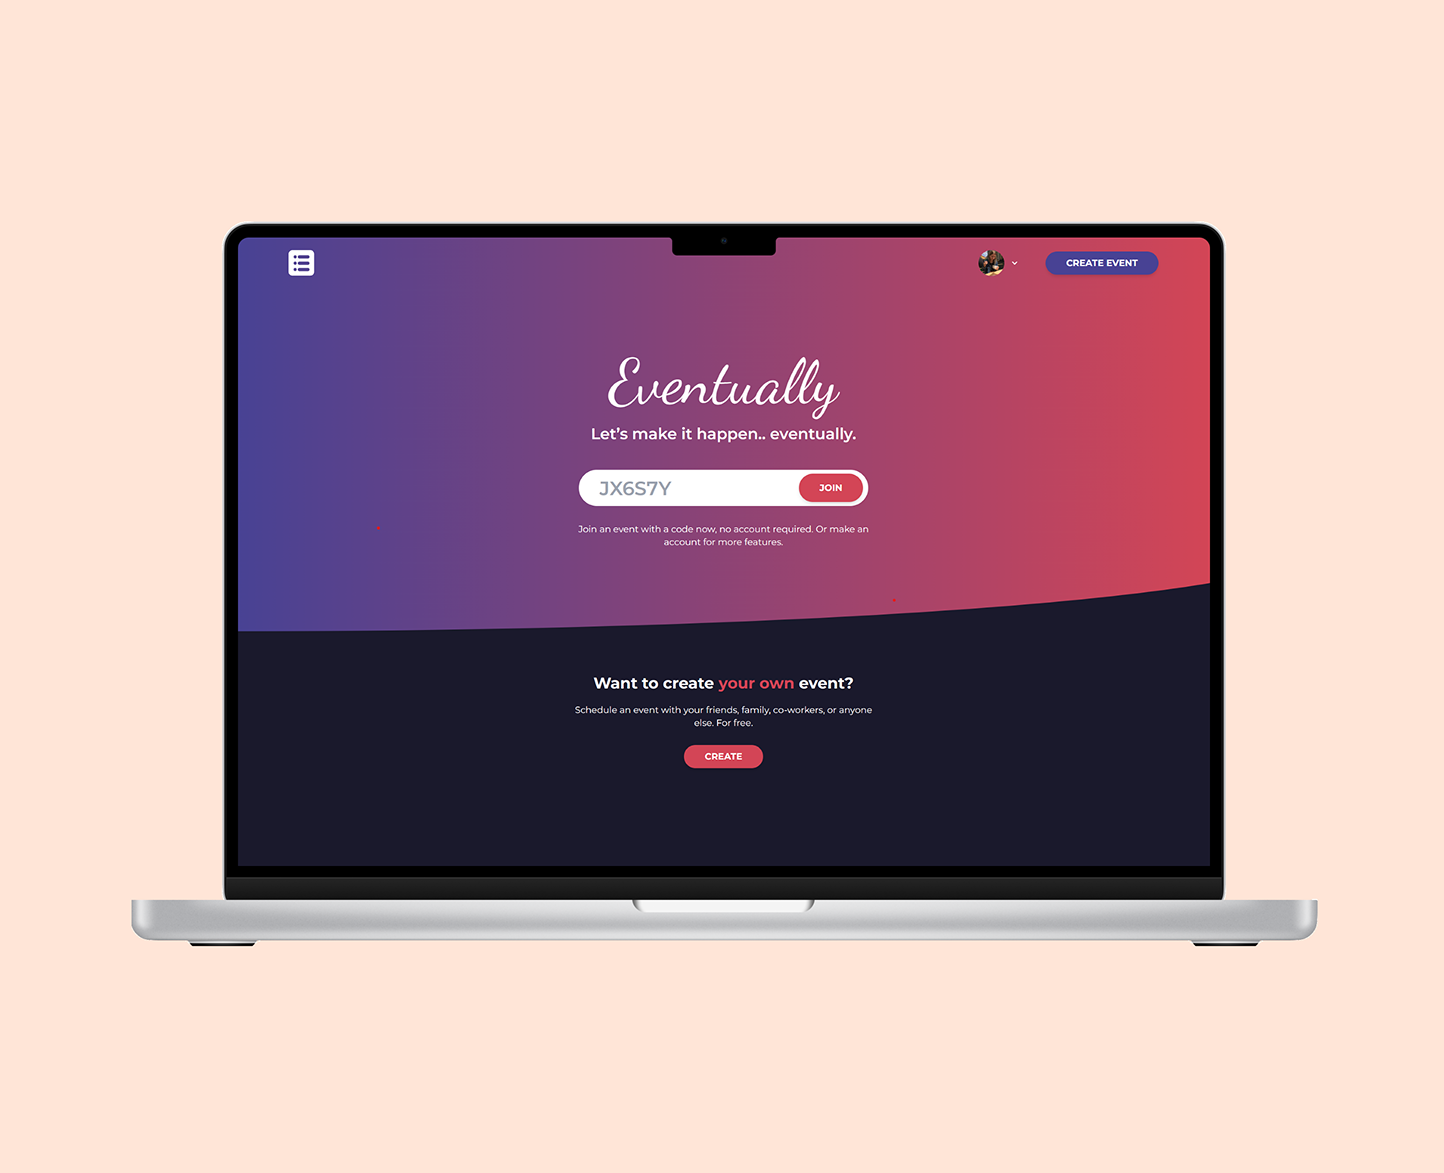 CREATE EVENT
Eventually
Let's make it happen.. eventually.
JX6S7Y
JOIN
Join an event with a code now, no account required. Or make an
account for more features.
Want to create your own event?
Schedule an event with your friends, family, co-workers, or anyone
else. For free.
CREATE